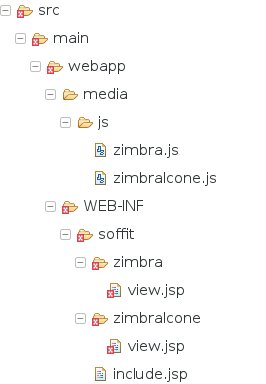 src
main
webapp
media
js
zimbra.js
zimbraIcone.js
WEB-INF
soffit
zimbra
view.jsp
zimbraIcone
view.jsp
include.jsp